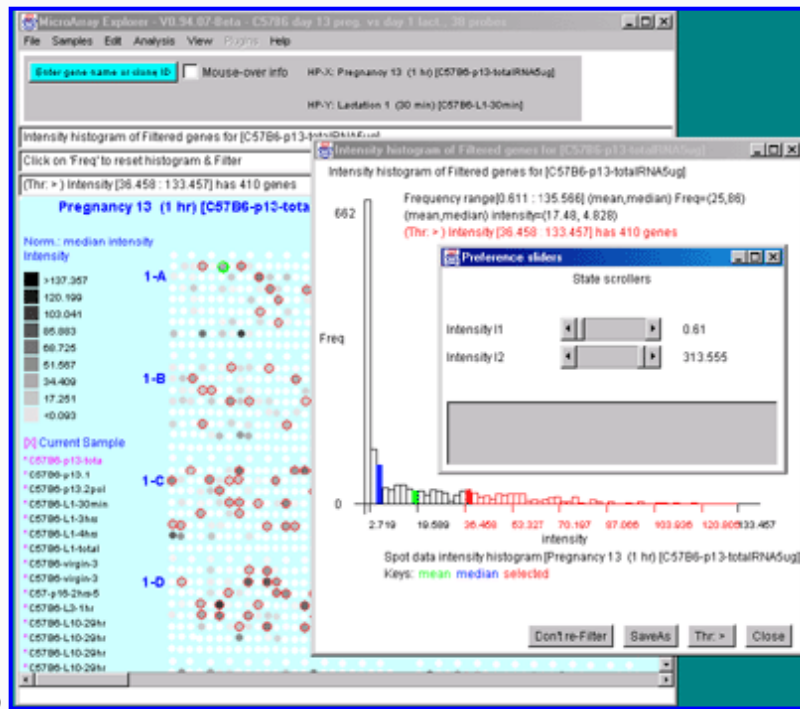 MicroArray Explorer - V0.94.07-Beta - C57B6 day 13 preg. vs day 1 lact., 38 probes
File Samples Edit Analysis View Plugins Help
Enter gene name or clone ID Mouse-over info HP-X: Pregnancy 13 (1 hr) [C57B6-p13-totalRNA5ug]
HP-Y: Lactation 1 (30 min) [C57B6-L1-30min]
Intensity histogram of Filtered genes for [C57B6-p13-totalRNA5ug]
Click on 'Freq' to reset histogram & Filter
(Thr: > ) Intensity [36.458 : 133.457] has 410 genes
Pregnancy 13 (1 hr) [C57B6-p13-tota
Norm.: median intensity
Intensity
>137.357
120.199
103.041
85.883
68.725
51.567
34.409
17.251
<0.093
1-A
1-B
1-C
1-D
[X] Current Sample
*C57B6-p13-tota
*C57B6-p13.1
*C57B6-p13.2pol
*C57B6-L1-30min
*C57B6-L1-3hs
*C57B6-L1-4hs
*C57B6-L1-total
*C57B6-virgin-3
*C57B6-virgin-3
*C57-p16-2hs-5
*C57B6-L3-1hr
*C57B6-L10-29hr
*C57B6-L10-29hr
*C57B6-L10-29hr
*C57B6-L10-29hr
Intensity histogram of Filtered genes for [C57B6-p13-totalRNA5ug]
Intensity histogram of Filtered genes for [C57B6-p13-totalRNA5ug]
Frequency range[0.611 : 135.566] (mean,median) Freq=(25,86)
(mean,median) intensity=(17.48, 4.828)
(Thr: > ) Intensity [36.458 : 133.457] has 410 genes
662
Freq
0
Preference sliders
State scrollers
Intensity I1 0.61
Intensity I2 313.555
2.719 19.589 36.458 53.327 70.197 87.066 103.936 120.805 133.457
intensity
Spot data intensity histogram [Pregnancy 13 (1 hr) [C57B6-p13-totalRNA5ug]
Keys: mean median selected
Don't re-Filter SaveAs Thr: > Close